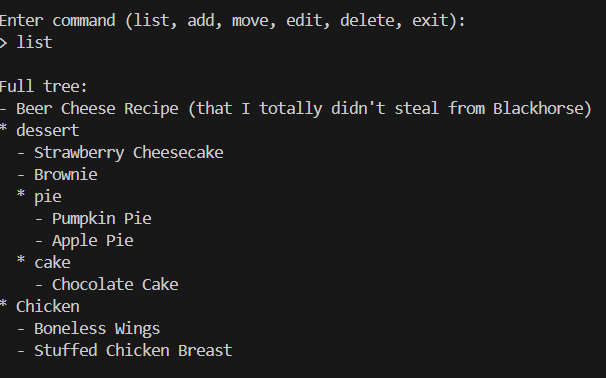 Enter command (list, add, move, edit, delete, exit):
> list
Full tree:
- Beer Cheese Recipe (that I totally didn't steal from Blackhorse)
* dessert
  - Strawberry Cheesecake
  - Brownie
  * pie
    - Pumpkin Pie
    - Apple Pie
  * cake
    - Chocolate Cake
* Chicken
  - Boneless Wings
  - Stuffed Chicken Breast